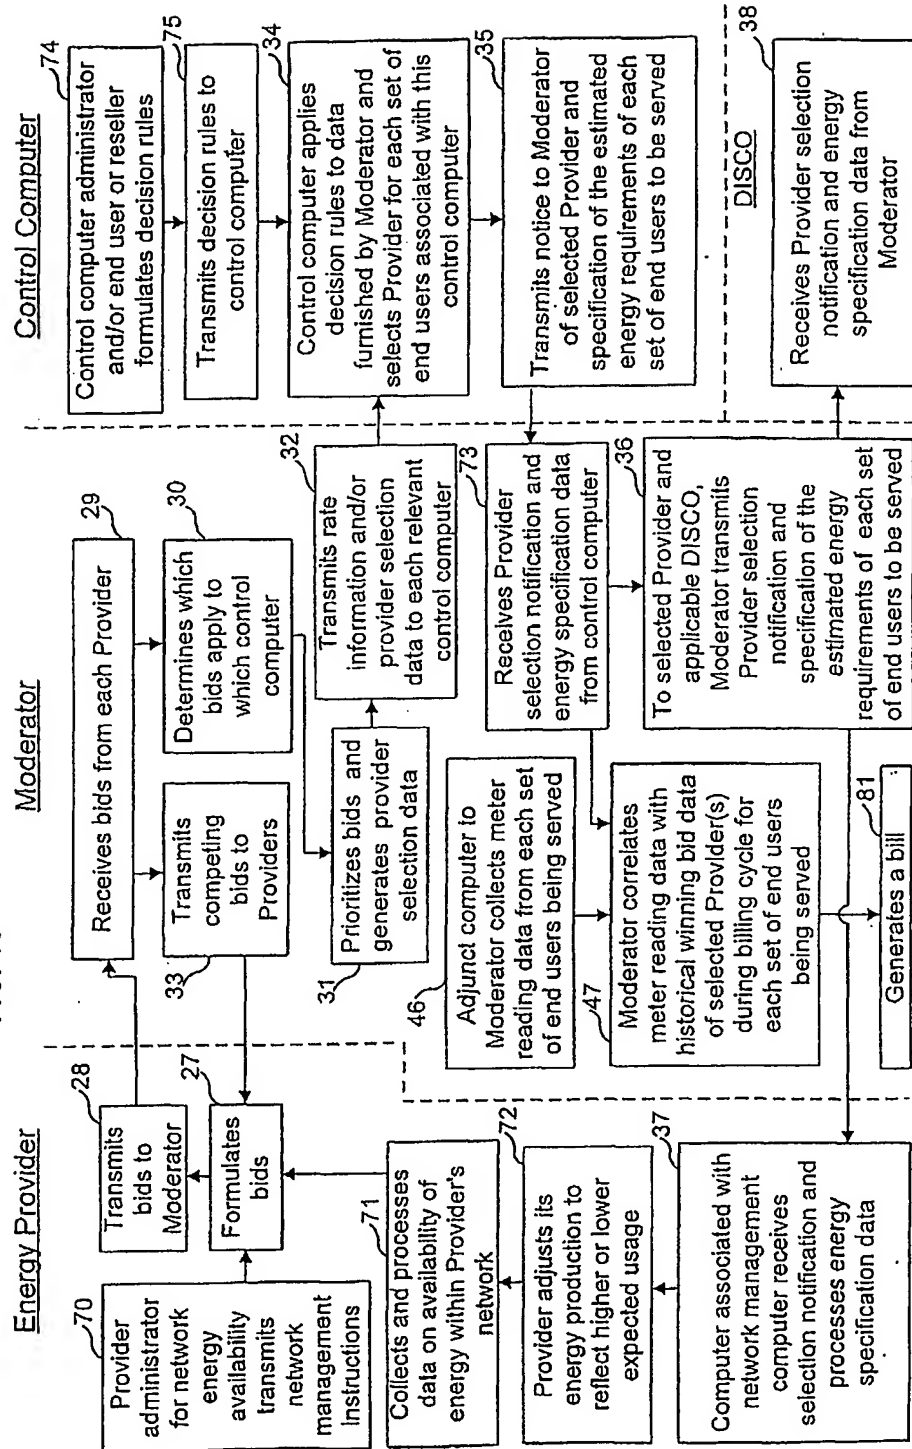 Energy Provider
70
Provider
administrator
for network
energy
availability
transmits
network
management
Instructions
28
Transmits
bids to
Moderator
27
Formulates
bids
71
Collects and processes
data on availability of
energy within Provider's
network
72
Provider adjusts its
energy production to
reflect higher or lower
expected usage
37
Computer associated with
network management
computer receives
selection notification and
processes energy
specification data
Moderator
29
Receives bids from each Provider
33
Transmits
competing
bids to
Providers
30
Determines which
bids apply to
which control
computer
31
Prioritizes bids and
generates provider
selection data
32
Transmits rate
information and/or
provider selection
data to each relevant
control computer
46
Adjunct computer to
Moderator collects meter
reading data from each set
of end users being served
47
Moderator correlates
meter reading data with
historical winning bid data
of selected Provider(s)
during billing cycle for
each set of end users
being served
81
Generates a bill
73
Receives Provider
selection notification and
energy specification data
from control computer
36
To selected Provider and
applicable DISCO,
Moderator transmits
Provider selection
notification and
specification of the
estimated energy
requirements of each set
of end users to be served
Control Computer
74
Control computer administrator
and/or end user or reseller
formulates decision rules
75
Transmits decision rules to
control computer
34
Control computer applies
decision rules to data
furnished by Moderator and
selects Provider for each set of
end users associated with this
control computer
35
Transmits notice to Moderator
of selected Provider and
specification of the estimated
energy requirements of each
set of end users to be served
DISCO
38
Receives Provider selection
notification and energy
specification data from
Moderator